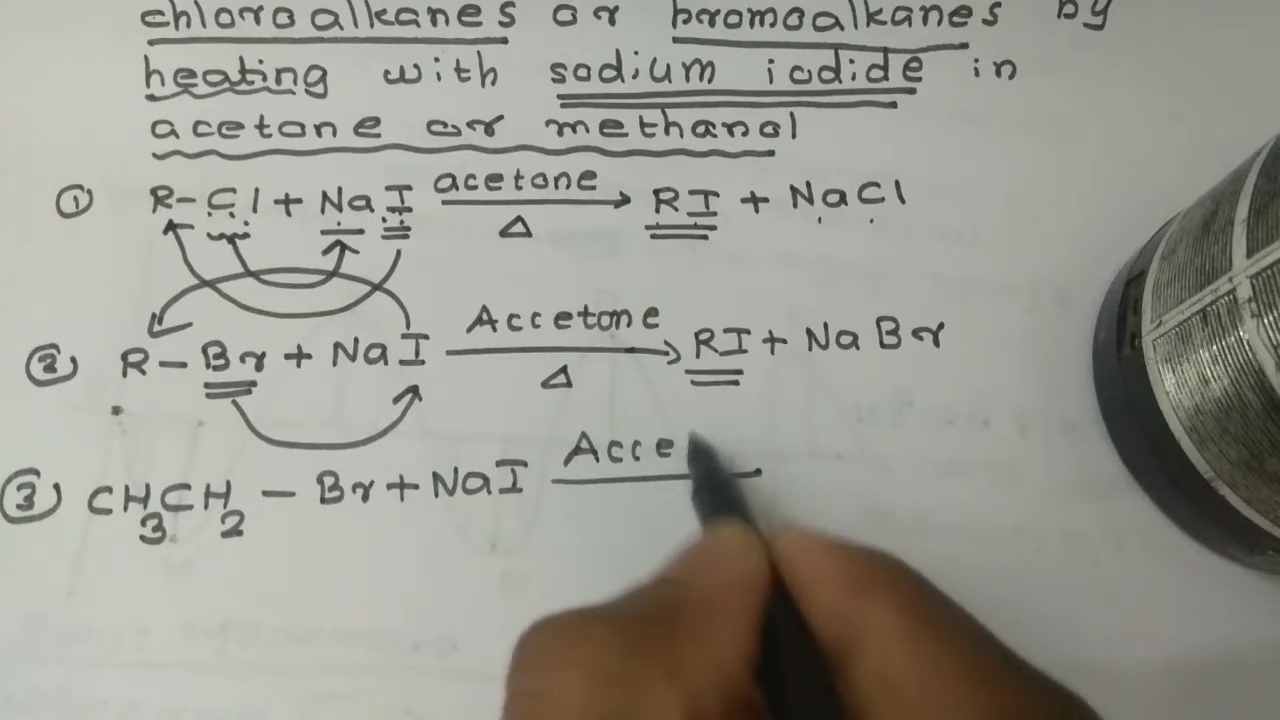 chloroalkanes or bromoalkanes by
heating with sodium iodide in
acetone or methanol
① R-Cl + NaI acetone → RI + NaCl
Δ
② R-Br + NaI Accetone → RI + NaBr
Δ
③ CH3CH2 - Br + NaI Acce